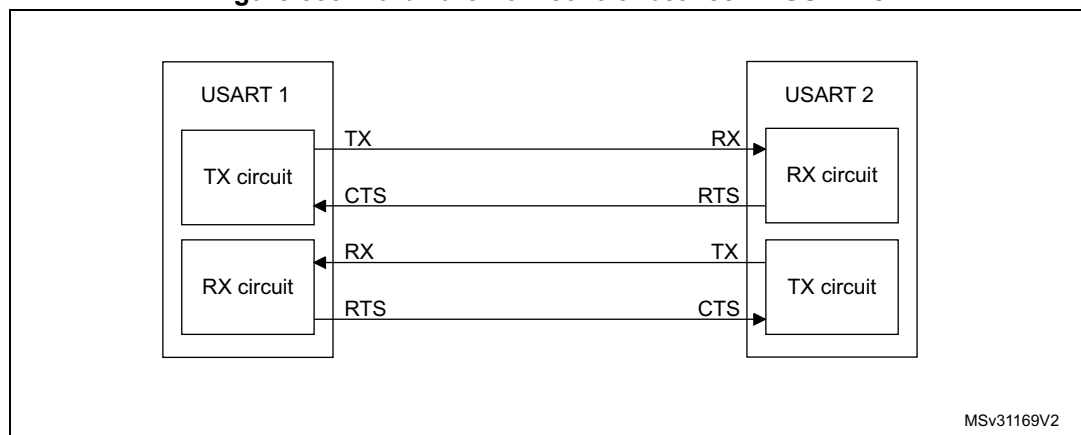 USART 1 USART 2
TX RX
TX circuit RX circuit
CTS RTS
RX TX
RX circuit TX circuit
RTS CTS
MSv31169V2